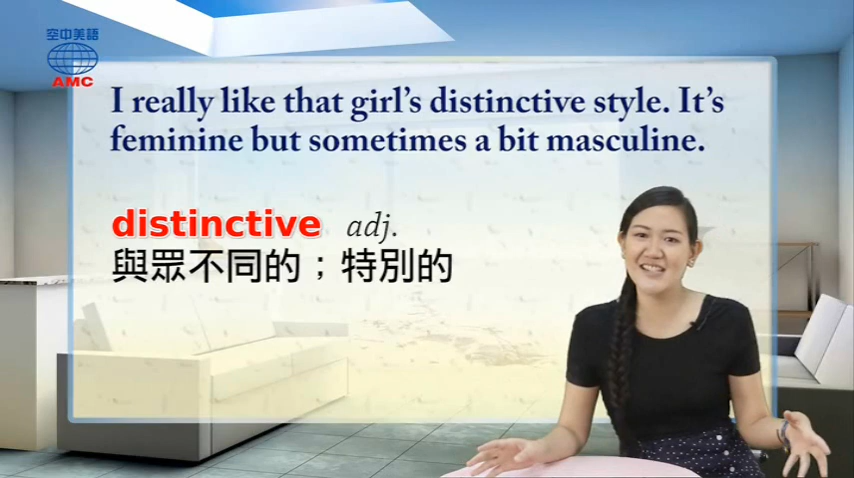 空中美語
AMC
I really like that girl’s distinctive style. It’s
feminine but sometimes a bit masculine.
distinctive adj.
與眾不同的；特別的